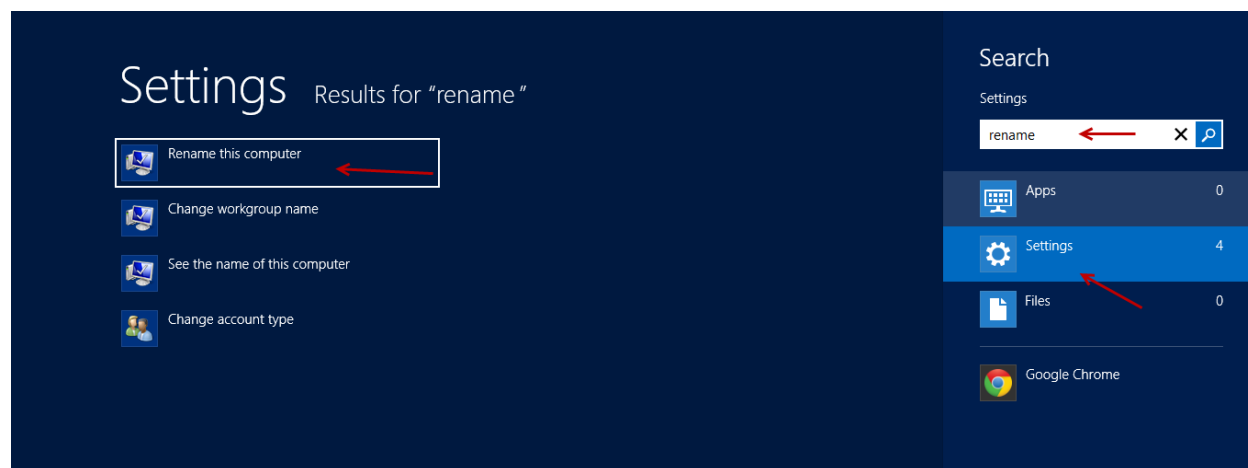 Settings Results for "rename "
Rename this computer
Change workgroup name
See the name of this computer
Change account type
Search
Settings
rename
Apps 0
Settings 4
Files 0
Google Chrome